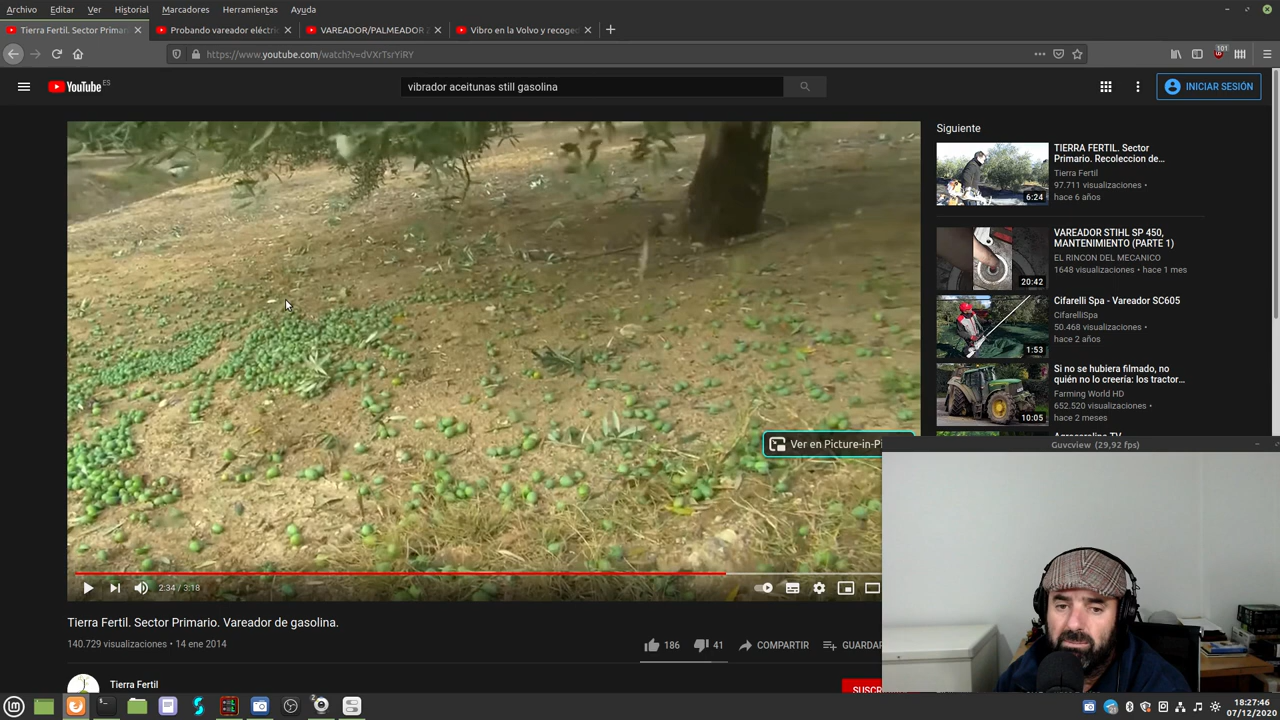 Archivo Editar Ver Historial Marcadores Herramientas Ayuda
Tierra Fertil. Sector Primar
Probando vareador eléctric
VAREADOR/PALMEADOR
Vibro en la Volvo y recoge
https://www.youtube.com/watch?v=dVXrTsrYiRY
101
YouTube ES
vibrador aceitunas still gasolina
INICIAR SESIÓN
Siguiente
TIERRA FERTIL. Sector
Primario. Recoleccion de...
Tierra Fertil
97.711 visualizaciones •
hace 6 años
6:24
VAREADOR STIHL SP 450,
MANTENIMIENTO (PARTE 1)
EL RINCON DEL MECANICO
1648 visualizaciones • hace 1 mes
20:42
Cifarelli Spa - Vareador SC605
CifarelliSpa
50.468 visualizaciones •
hace 2 años
1:53
Si no se hubiera filmado, no
quién no lo creería: los tractor...
Farming World HD
652.520 visualizaciones •
hace 2 meses
10:05
Ver en Picture-in-Pi
Guvcview (29,92 fps)
2:34 / 3:18
Tierra Fertil. Sector Primario. Vareador de gasolina.
140.729 visualizaciones • 14 ene 2014
186
41
COMPARTIR
GUARDAR
Tierra Fertil
18:27:46
07/12/2020